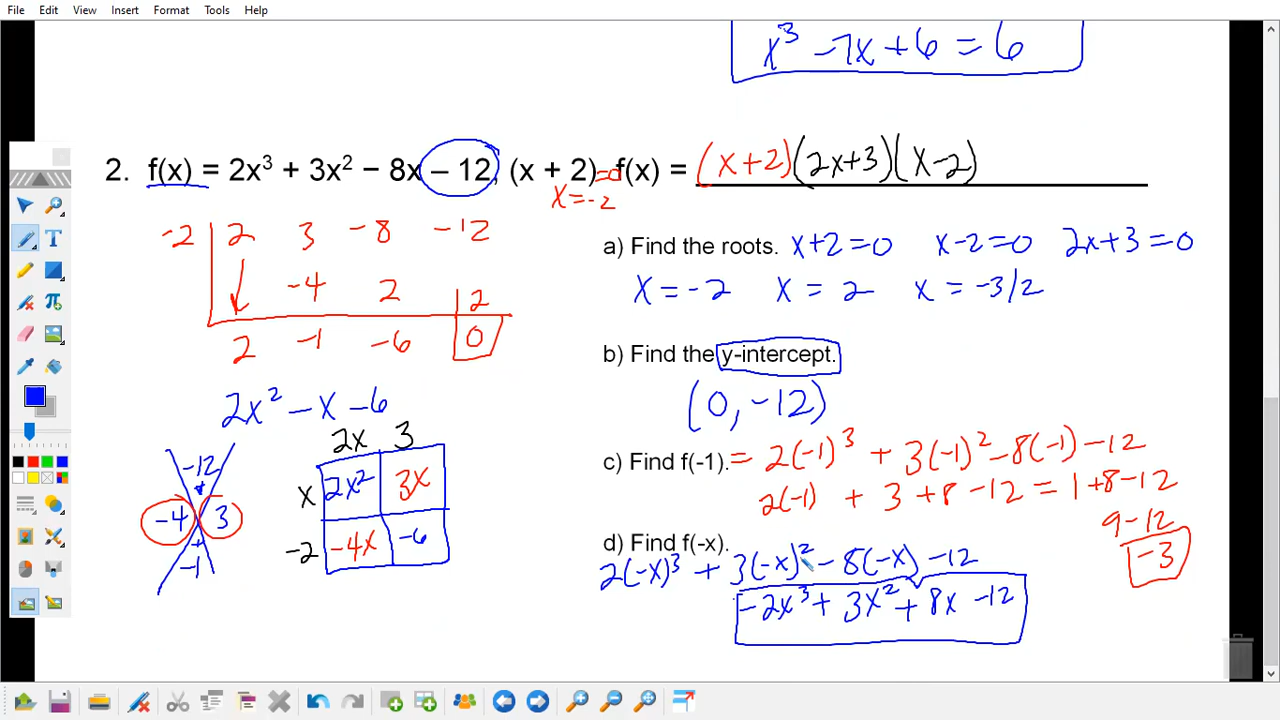 File Edit View Insert Format Tools Help
x³ - 7x + 6 = 6
2. f(x) = 2x³ + 3x² − 8x − 12, (x + 2) =0 f(x) = (x+2)(2x+3)(x-2)
x = -2
-2 | 2 3 -8 -12
-4 2 12
2 -1 -6 0
2x² - x - 6
2x 3
x 2x² 3x
-2 -4x -6
-12
-4 3
+
-1
a) Find the roots. x+2=0 x-2=0 2x+3=0
x = -2 x = 2 x = -3/2
b) Find the y-intercept.
(0, -12)
c) Find f(-1). = 2(-1)³ + 3(-1)² - 8(-1) - 12
2(-1) + 3 + 8 - 12 = 1+8-12
9-12
-3
d) Find f(-x).
2(-x)³ + 3(-x)² - 8(-x) - 12
-2x³ + 3x² + 8x - 12